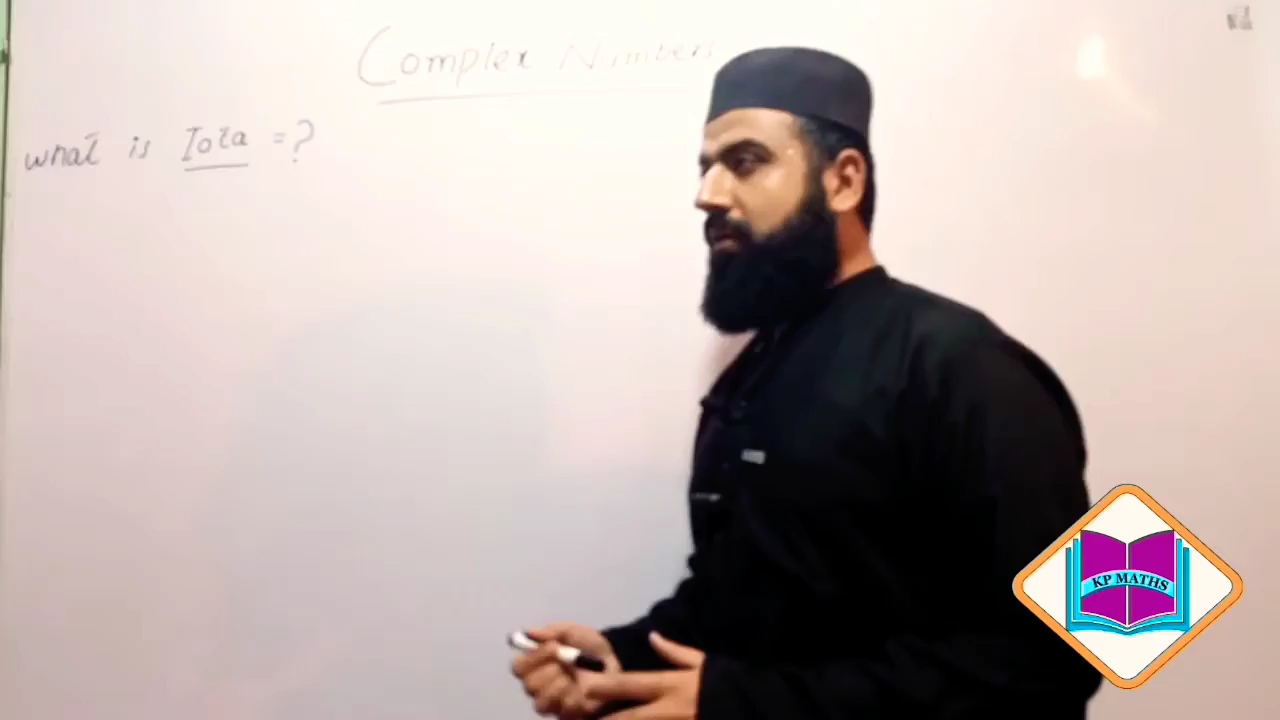 Complex Numbers
what is Iota = ?
KP MATHS